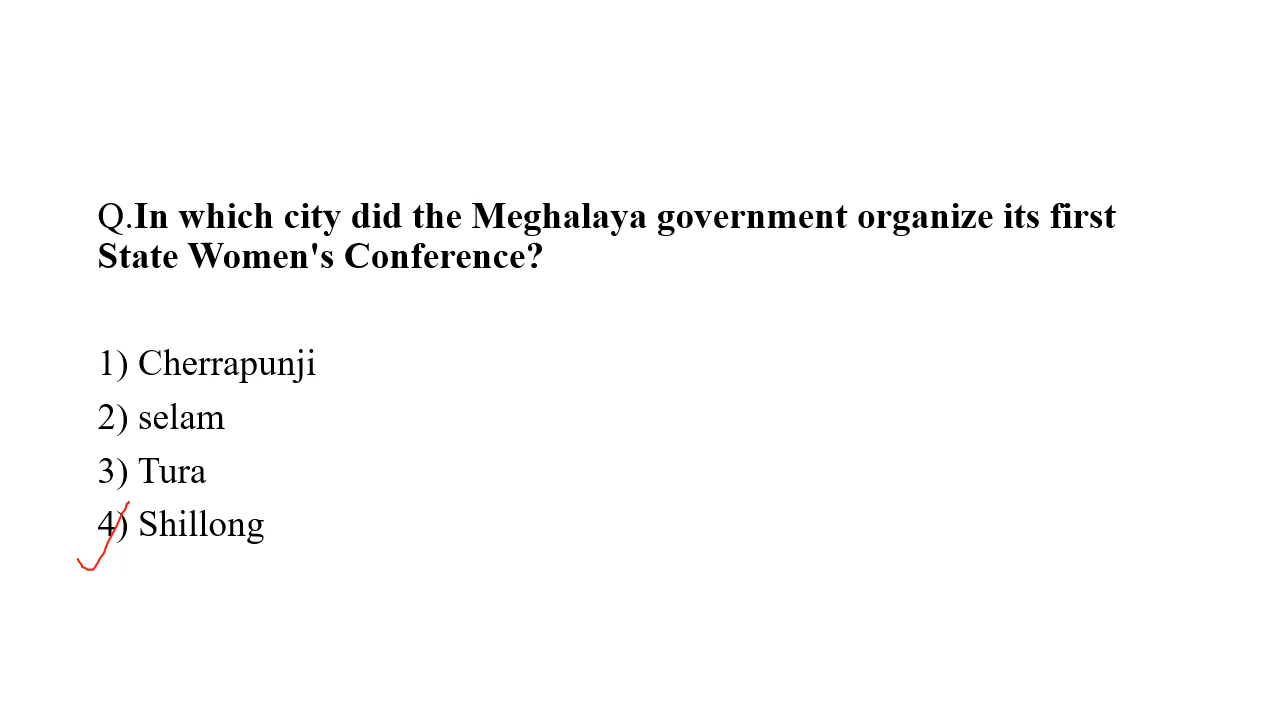 Q.In which city did the Meghalaya government organize its first
State Women's Conference?
1) Cherrapunji
2) selam
3) Tura
4) Shillong